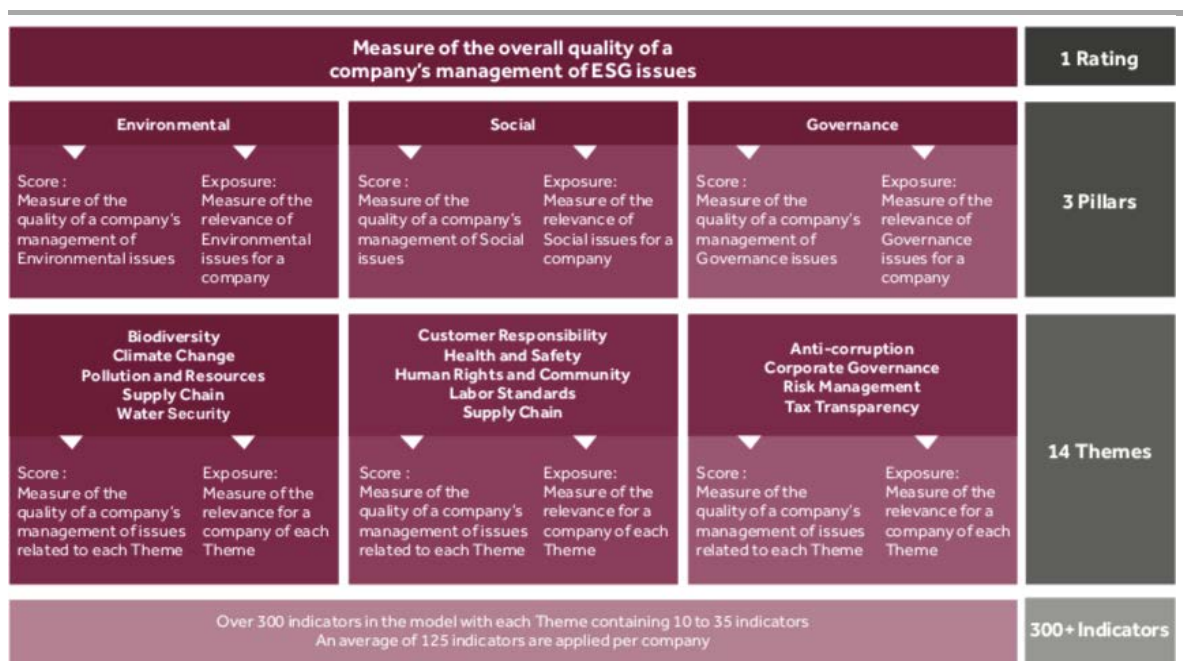 Measure of the overall quality of a
company's management of ESG issues
1 Rating
Environmental
Score :
Measure of the
quality of a company's
management of
Environmental issues
Exposure:
Measure of the
relevance of
Environmental
issues for a
company
Social
Score :
Measure of the
quality of a company's
management of Social
issues
Exposure:
Measure of the
relevance of
Social issues for a
company
Governance
Score :
Measure of the
quality of a company's
management of
Governance issues
Exposure:
Measure of the
relevance of
Governance
issues for a
company
3 Pillars
Biodiversity
Climate Change
Pollution and Resources
Supply Chain
Water Security
Score :
Measure of the
quality of a company's
management of issues
related to each Theme
Exposure:
Measure of the
relevance for a
company of each
Theme
Customer Responsibility
Health and Safety
Human Rights and Community
Labor Standards
Supply Chain
Score :
Measure of the
quality of a company's
management of issues
related to each Theme
Exposure:
Measure of the
relevance for a
company of each
Theme
Anti-corruption
Corporate Governance
Risk Management
Tax Transparency
Score :
Measure of the
quality of a company's
management of issues
related to each Theme
Exposure:
Measure of the
relevance for a
company of each
Theme
14 Themes
Over 300 indicators in the model with each Theme containing 10 to 35 indicators
An average of 125 indicators are applied per company
300+ Indicators